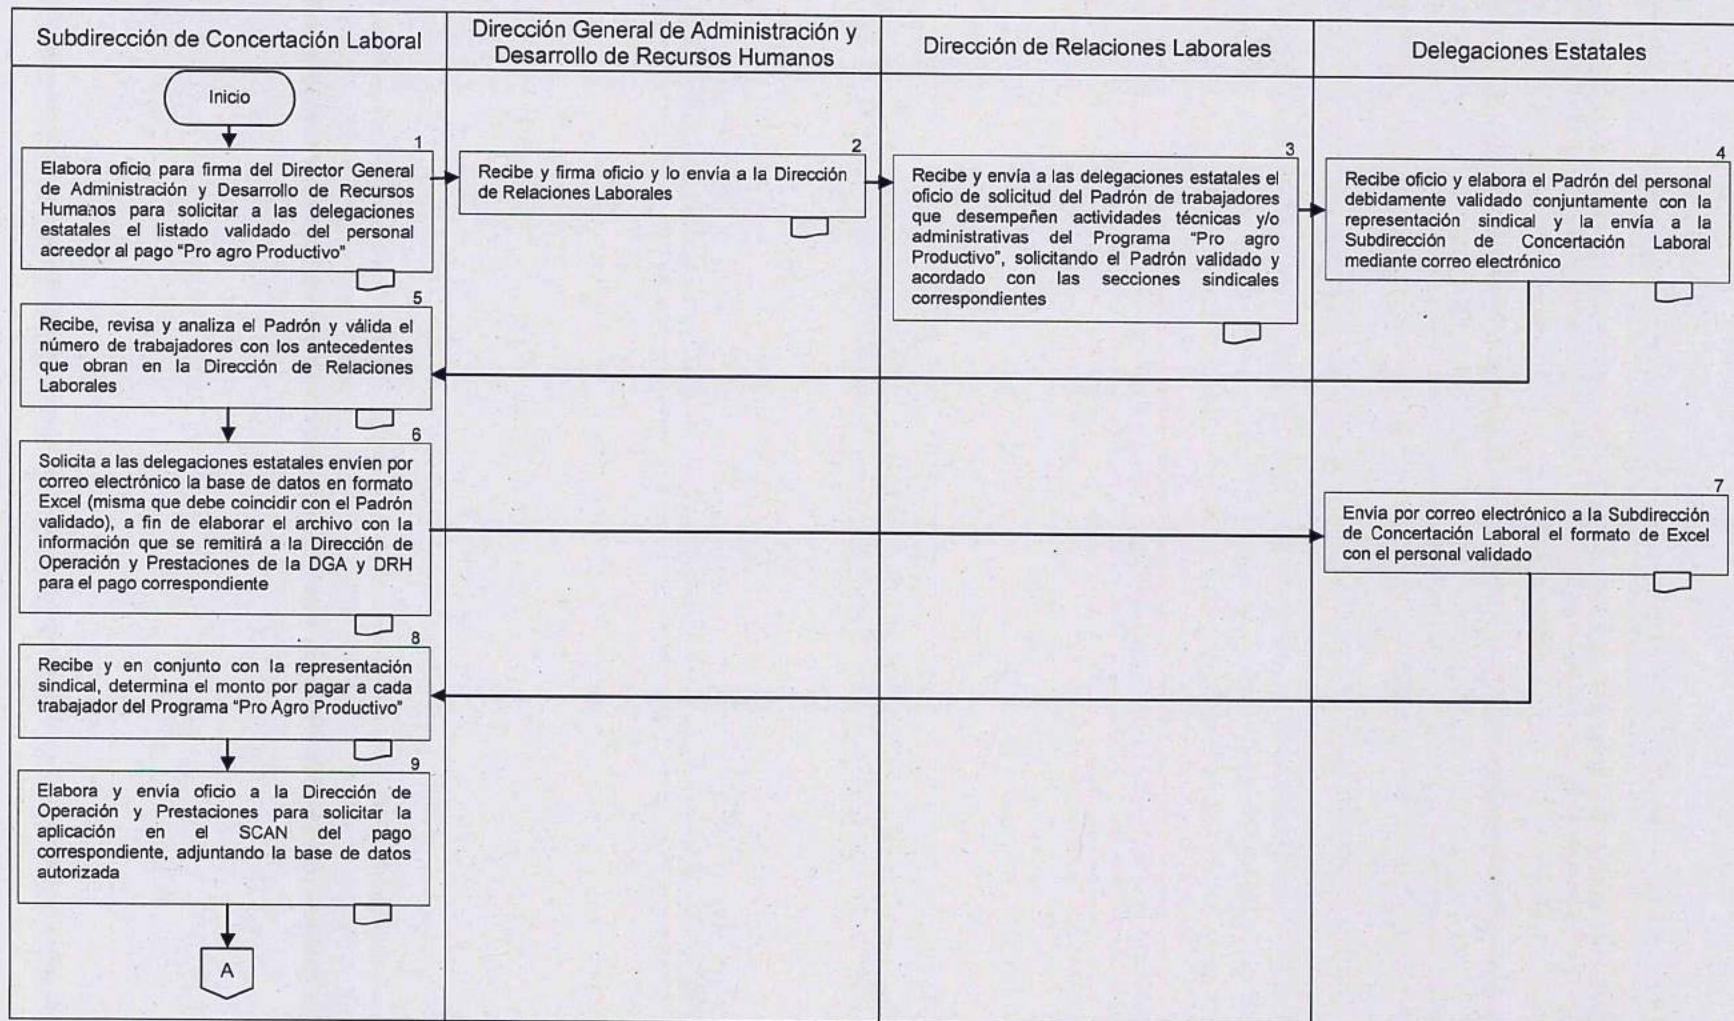 Subdirección de Concertación Laboral
Dirección General de Administración y
Desarrollo de Recursos Humanos
Dirección de Relaciones Laborales
Delegaciones Estatales
Inicio
1
Elabora oficio para firma del Director General
de Administración y Desarrollo de Recursos
Humanos para solicitar a las delegaciones
estatales el listado validado del personal
acreedor al pago “Pro agro Productivo”
2
Recibe y firma oficio y lo envía a la Dirección
de Relaciones Laborales
3
Recibe y envía a las delegaciones estatales el
oficio de solicitud del Padrón de trabajadores
que desempeñen actividades técnicas y/o
administrativas del Programa “Pro agro
Productivo”, solicitando el Padrón validado y
acordado con las secciones sindicales
correspondientes
4
Recibe oficio y elabora el Padrón del personal
debidamente validado conjuntamente con la
representación sindical y la envía a la
Subdirección de Concertación Laboral
mediante correo electrónico
5
Recibe, revisa y analiza el Padrón y válida el
número de trabajadores con los antecedentes
que obran en la Dirección de Relaciones
Laborales
6
Solicita a las delegaciones estatales envíen por
correo electrónico la base de datos en formato
Excel (misma que debe coincidir con el Padrón
validado), a fin de elaborar el archivo con la
información que se remitirá a la Dirección de
Operación y Prestaciones de la DGA y DRH
para el pago correspondiente
7
Envía por correo electrónico a la Subdirección
de Concertación Laboral el formato de Excel
con el personal validado
8
Recibe y en conjunto con la representación
sindical, determina el monto por pagar a cada
trabajador del Programa “Pro Agro Productivo”
9
Elabora y envía oficio a la Dirección de
Operación y Prestaciones para solicitar la
aplicación en el SCAN del pago
correspondiente, adjuntando la base de datos
autorizada
A